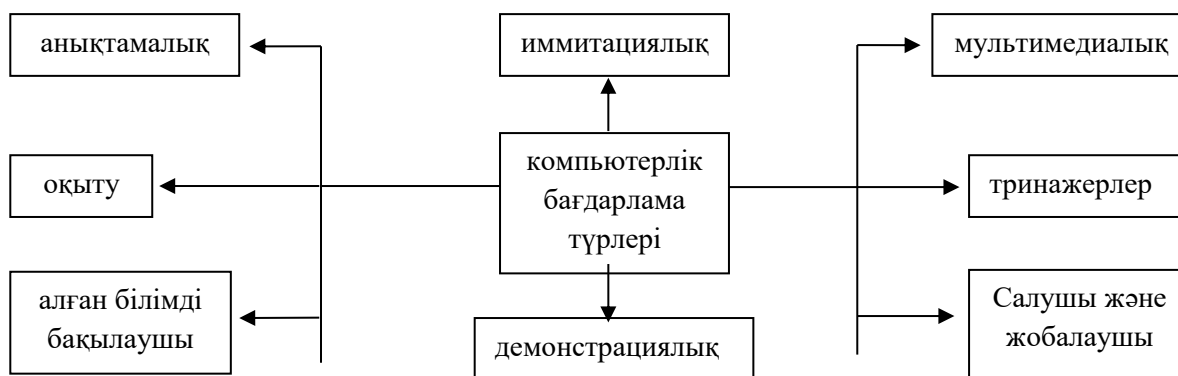 анықтамалық
иммитациялық
мультимедиалық
оқыту
компьютерлік
бағдарлама
түрлері
тринажерлер
алған білімді
бақылаушы
демонстрациялық
Салушы және
жобалаушы